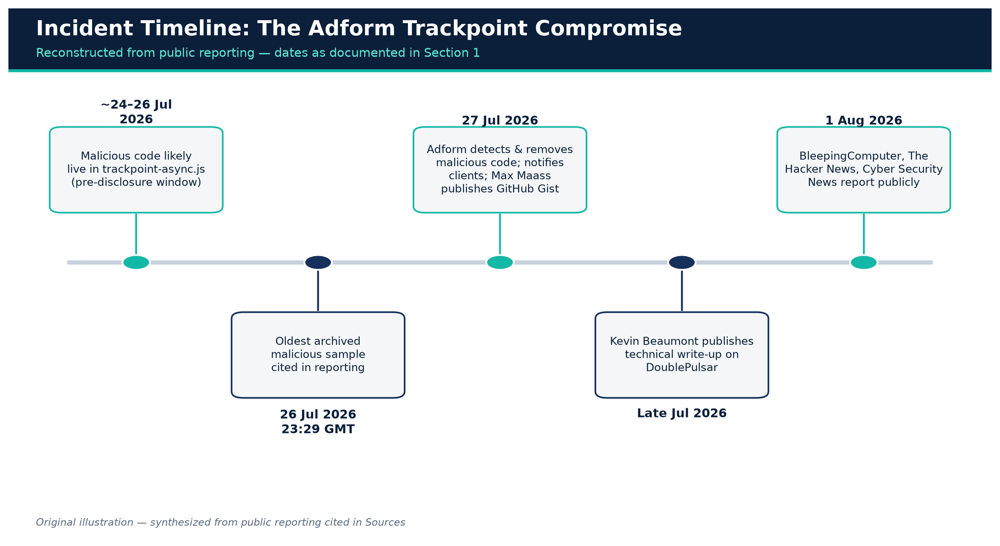 Incident Timeline: The Adform Trackpoint Compromise
Reconstructed from public reporting — dates as documented in Section 1
~24–26 Jul
2026
Malicious code likely
live in trackpoint-async.js
(pre-disclosure window)
26 Jul 2026
23:29 GMT
Oldest archived
malicious sample
cited in reporting
27 Jul 2026
Adform detects & removes
malicious code; notifies
clients; Max Maass
publishes GitHub Gist
Late Jul 2026
Kevin Beaumont publishes
technical write-up on
DoublePulsar
1 Aug 2026
BleepingComputer, The
Hacker News, Cyber Security
News report publicly
Original illustration — synthesized from public reporting cited in Sources